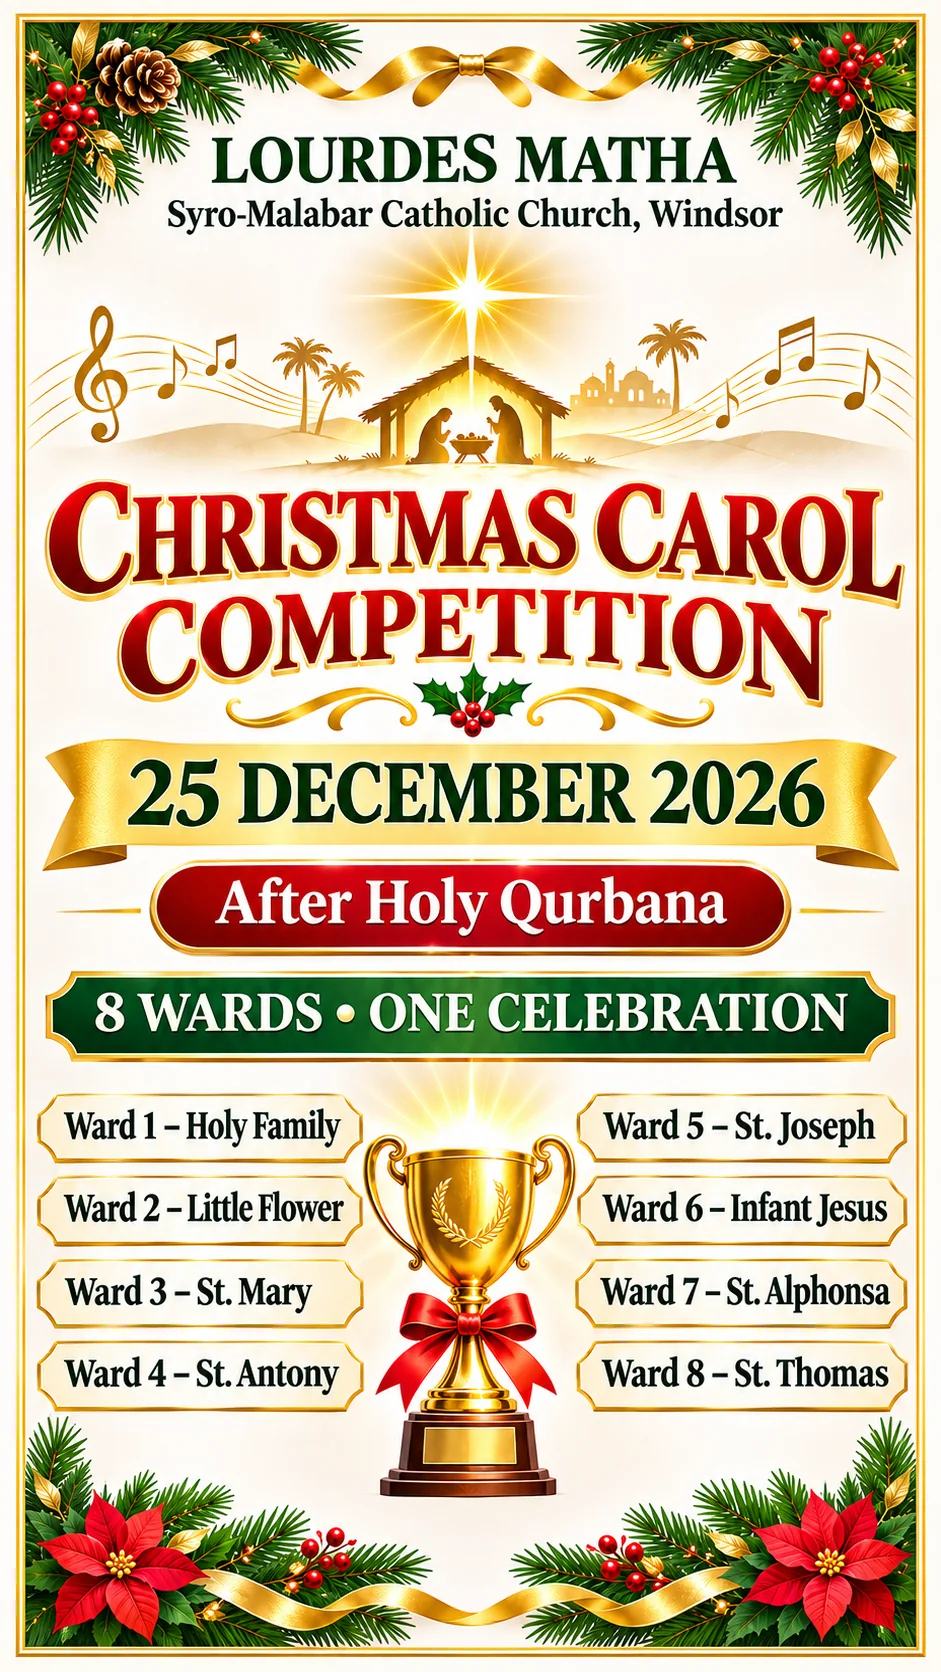 LOURDES MATHA
Syro-Malabar Catholic Church, Windsor
CHRISTMAS CAROL
COMPETITION
25 DECEMBER 2026
After Holy Qurbana
8 WARDS • ONE CELEBRATION
Ward 1 – Holy Family
Ward 2 – Little Flower
Ward 3 – St. Mary
Ward 4 – St. Antony
Ward 5 – St. Joseph
Ward 6 – Infant Jesus
Ward 7 – St. Alphonsa
Ward 8 – St. Thomas